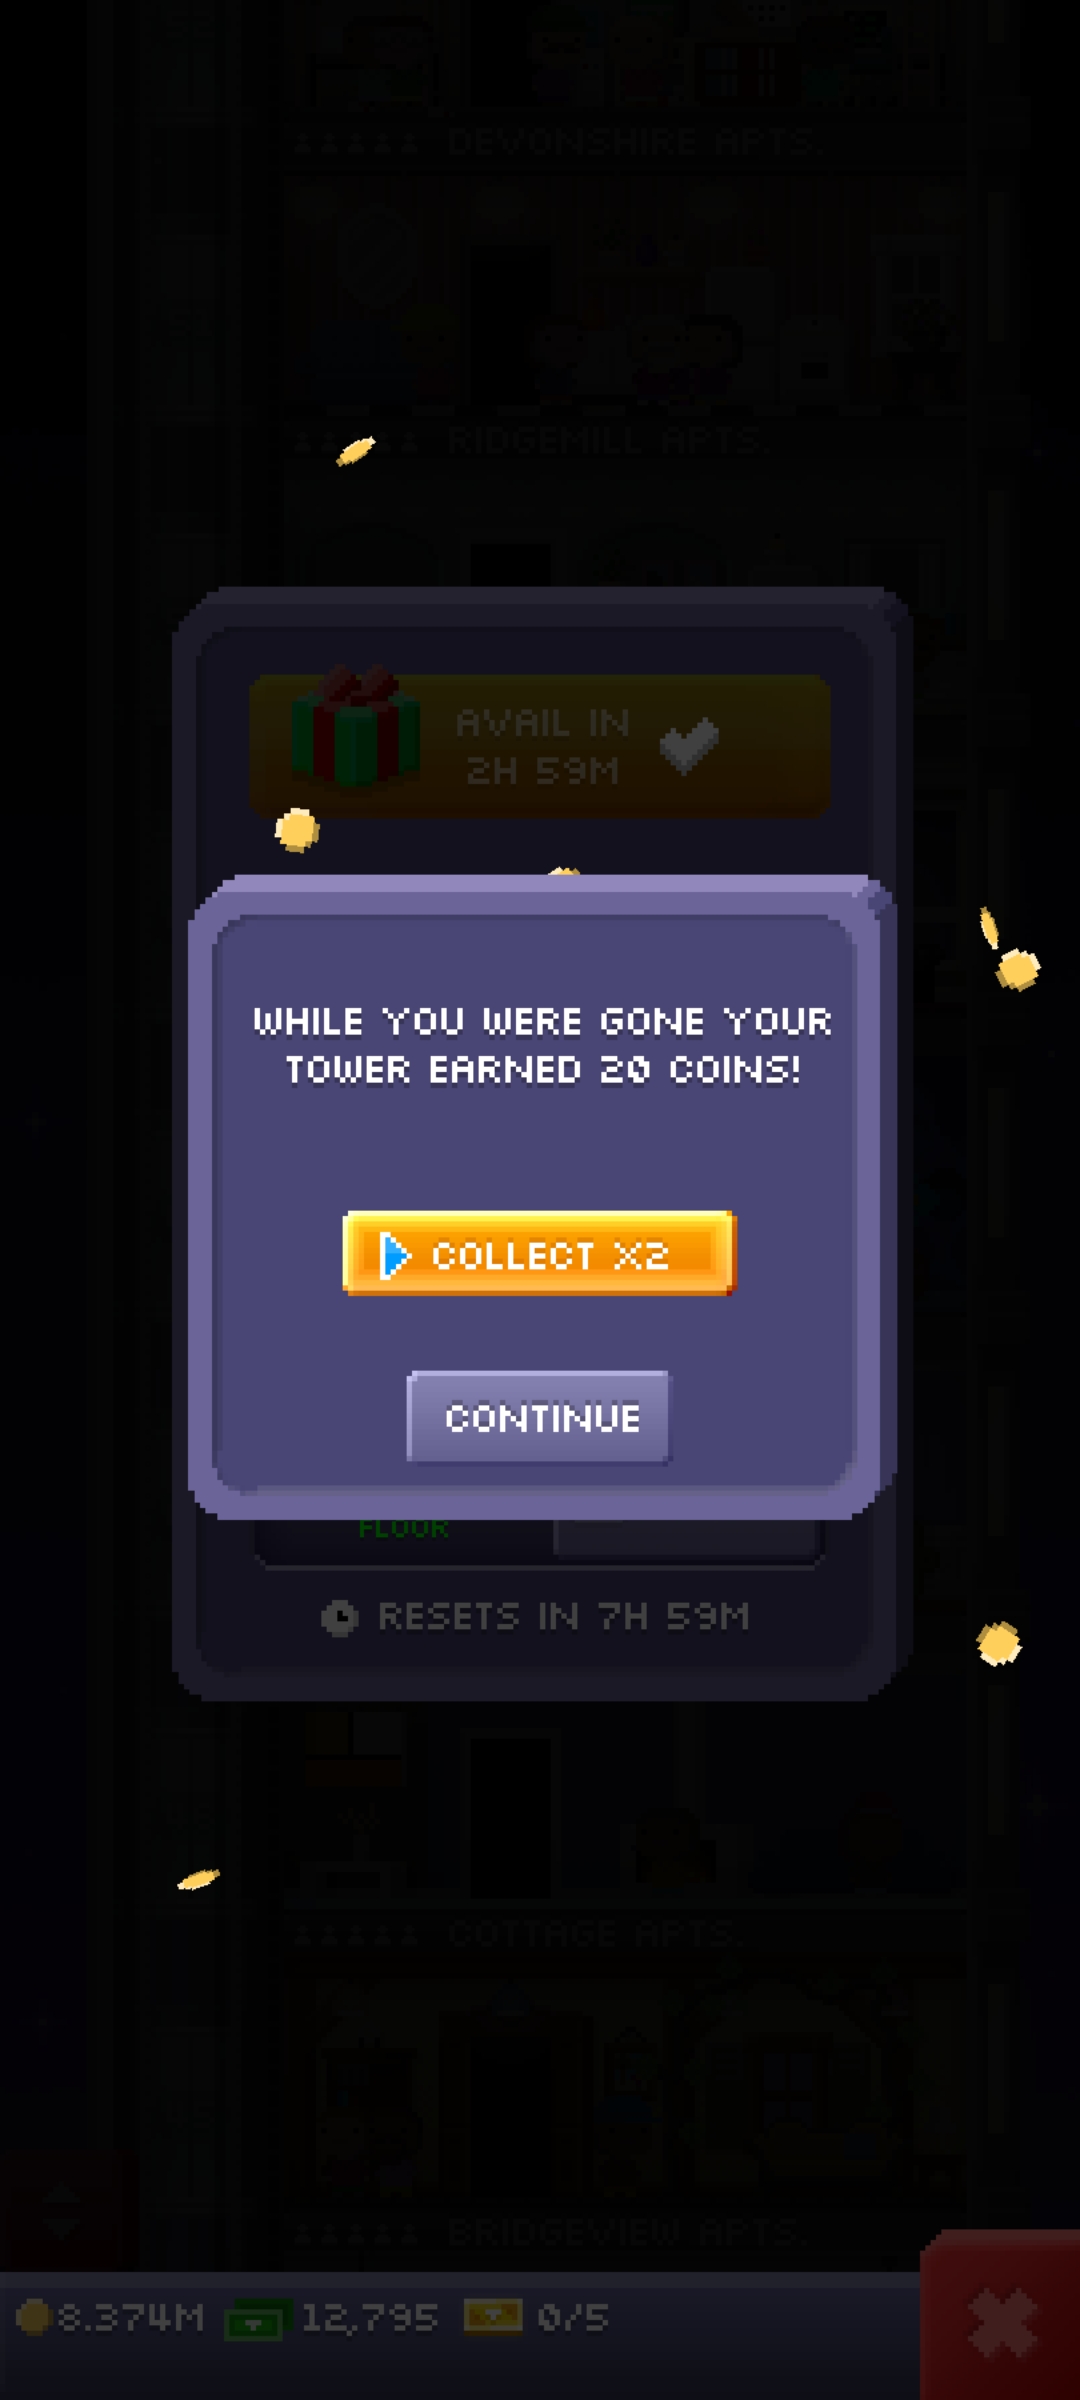 DEVONSHIRE APTS.
RIDGEMILL APTS.
AVAIL IN
2H 59M
WHILE YOU WERE GONE YOUR
TOWER EARNED 20 COINS!
COLLECT X2
CONTINUE
FLOOR
RESETS IN 7H 59M
COTTAGE APTS.
BRIDGEVIEW APTS.
8.374M 12,795 0/5